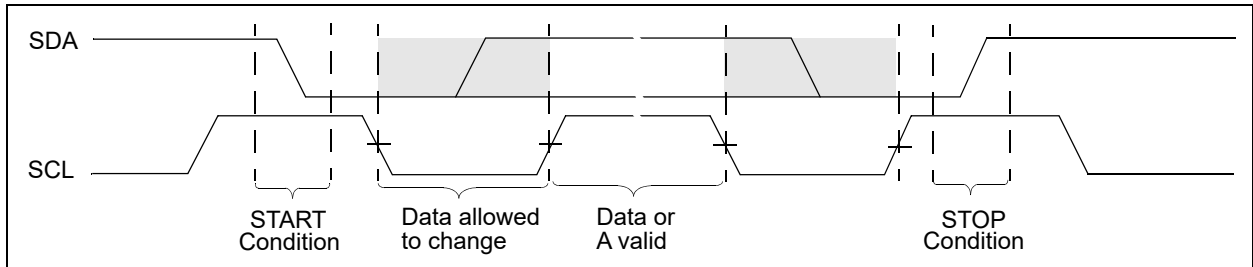 SDA
SCL
START
Condition
Data allowed
to change
Data or
A valid
STOP
Condition